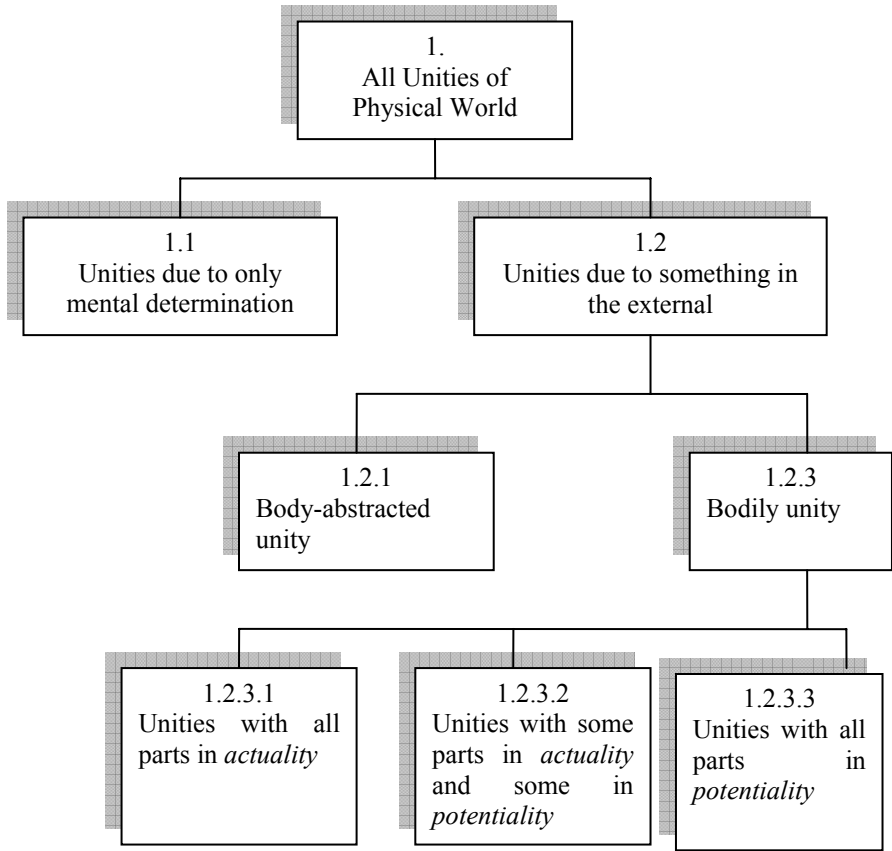 1.
All Unities of
Physical World
1.1
Unities due to only
mental determination
1.2
Unities due to something in
the external
1.2.1
Body-abstracted
unity
1.2.3
Bodily unity
1.2.3.1
Unities with all
parts in actuality
1.2.3.2
Unities with some
parts in actuality
and some in
potentiality
1.2.3.3
Unities with all
parts in
potentiality